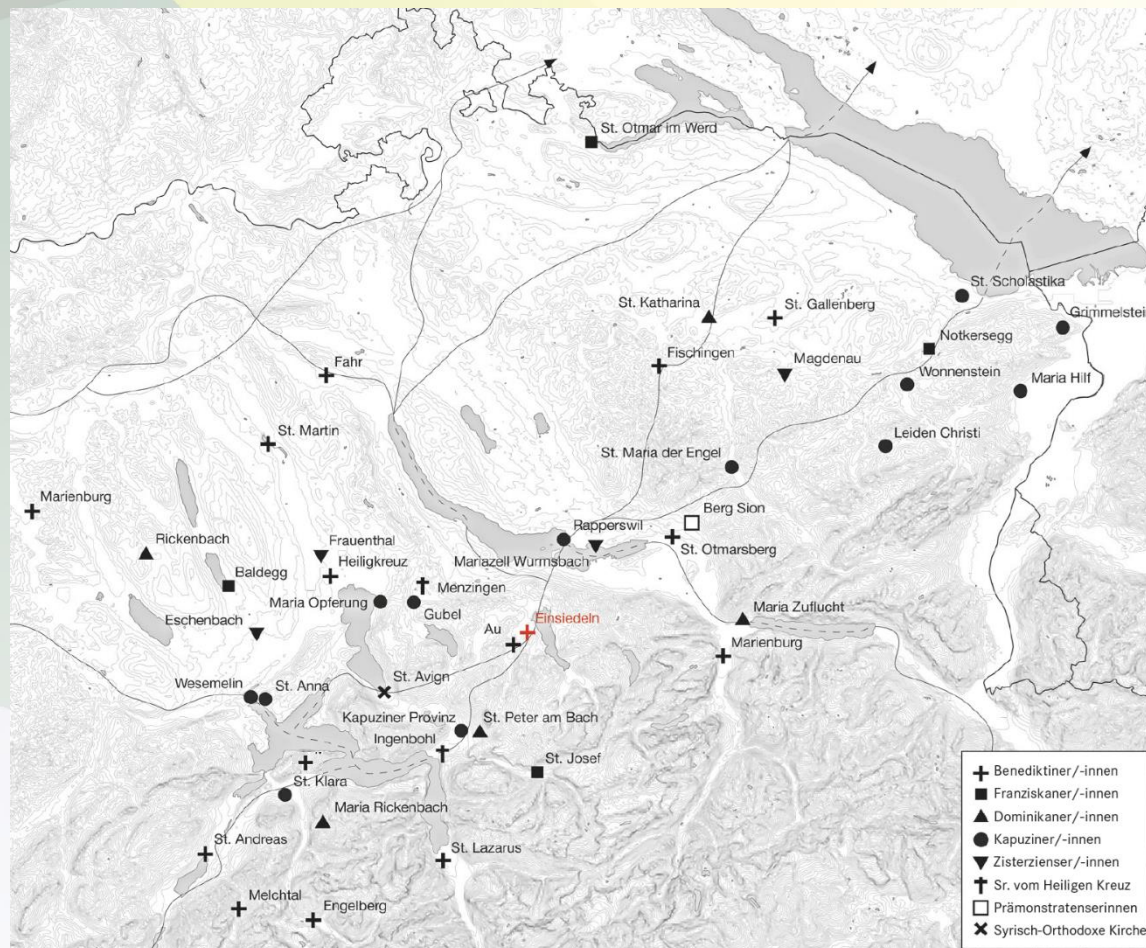 St. Otmar im Werd
St. Scholastika
St. Katharina
St. Gallenberg
Grimmelstein
Notkersegg
Fischingen
Magdenau
Fahr
Wonnenstein
Maria Hilf
St. Martin
Leiden Christi
St. Maria der Engel
Marienburg
Rickenbach
Frauenthal
Heiligkreuz
Rapperswil
Berg Sion
Mariazell Wurmsbach
St. Otmarsberg
Baldegg
Menzingen
Maria Opferung
Gubel
Eschenbach
Einsiedeln
Maria Zuflucht
Au
Marienburg
St. Avign
Wesemelin
St. Anna
Kapuziner Provinz
St. Peter am Bach
Ingenbohl
St. Josef
St. Klara
Maria Rickenbach
St. Andreas
St. Lazarus
Melchtal
Engelberg
Benediktiner/-innen
Franziskaner/-innen
Dominikaner/-innen
Kapuziner/-innen
Zisterzienser/-innen
Sr. vom Heiligen Kreuz
Prämonstratenserinnen
Syrisch-Orthodoxe Kirche